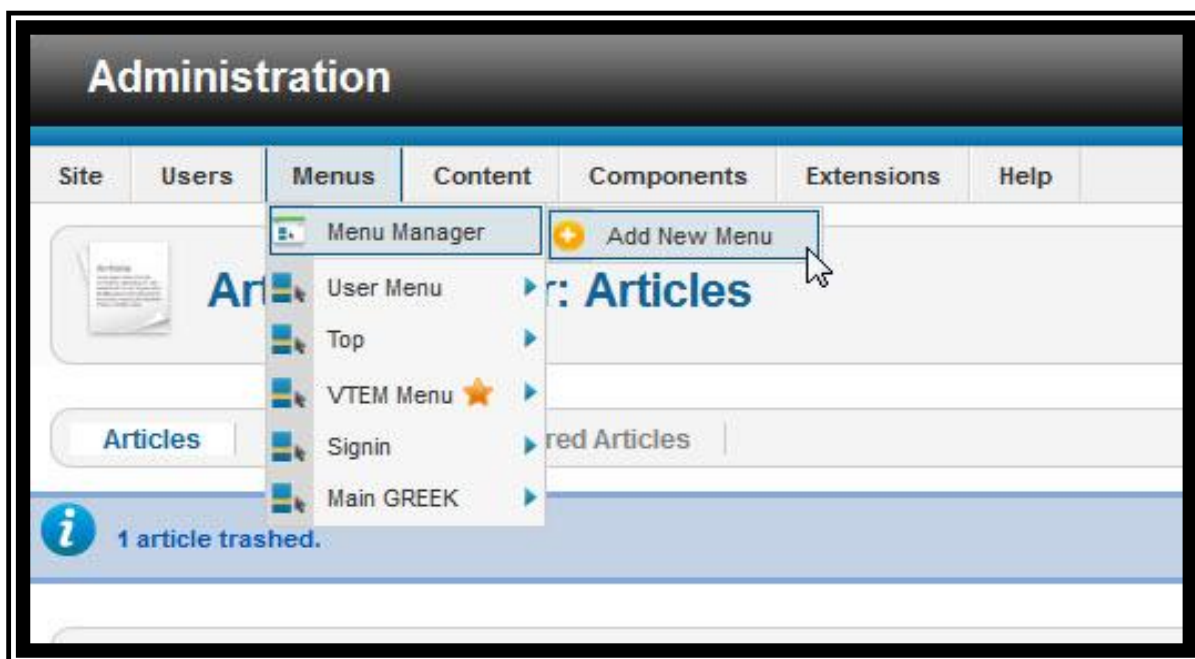 Administration
Site Users Menus Content Components Extensions Help
Menu Manager Add New Menu
Art r: Articles
User Menu
Top
VTEM Menu
Articles red Articles
Signin
Main GREEK
1 article trashed.